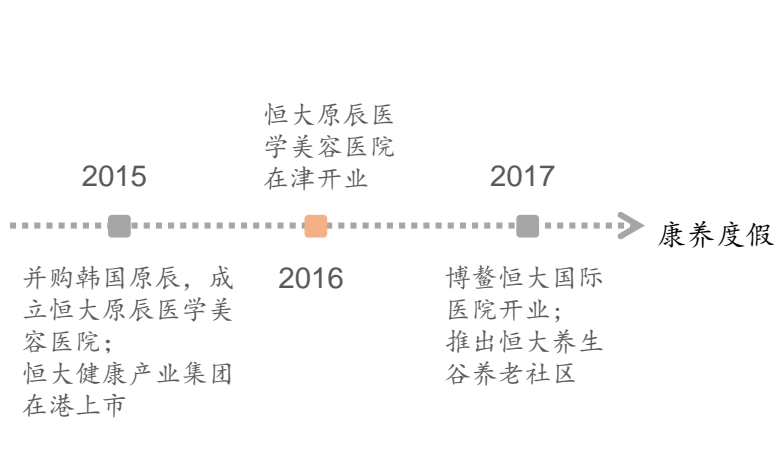 2015
并购韩国原辰，成
立恒大原辰医学美
容医院；
恒大健康产业集团
在港上市
恒大原辰医
学美容医院
在津开业
2016
2017
博鳌恒大国际
医院开业；
推出恒大养生
谷养老社区
康养度假